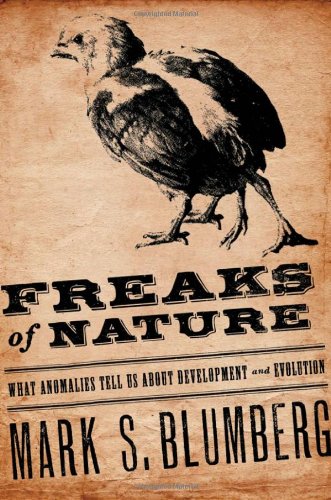 FREAKS
of NATURE
WHAT ANOMALIES TELL US ABOUT DEVELOPMENT and EVOLUTION
MARK S. BLUMBERG